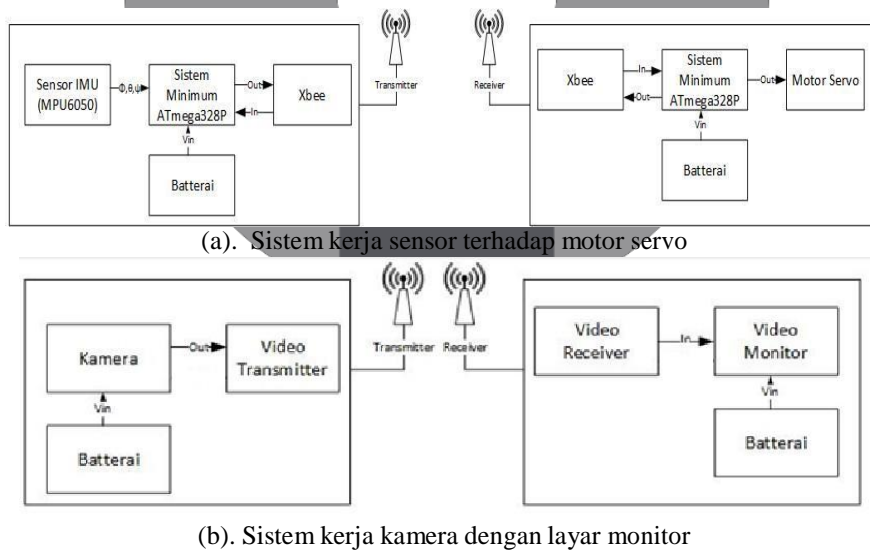 Sensor IMU
(MPU6050)
Φ,θ,ψ
Sistem
Minimum
ATmega328P
Out
In
Xbee
Vin
Batterai
Transmitter
Receiver
Xbee
In
Out
Sistem
Minimum
ATmega328P
Out
Motor Servo
Vin
Batterai
(a). Sistem kerja sensor terhadap motor servo
Kamera
Out
Video
Transmitter
Vin
Batterai
Transmitter
Receiver
Video
Receiver
In
Video
Monitor
Vin
Batterai
(b). Sistem kerja kamera dengan layar monitor